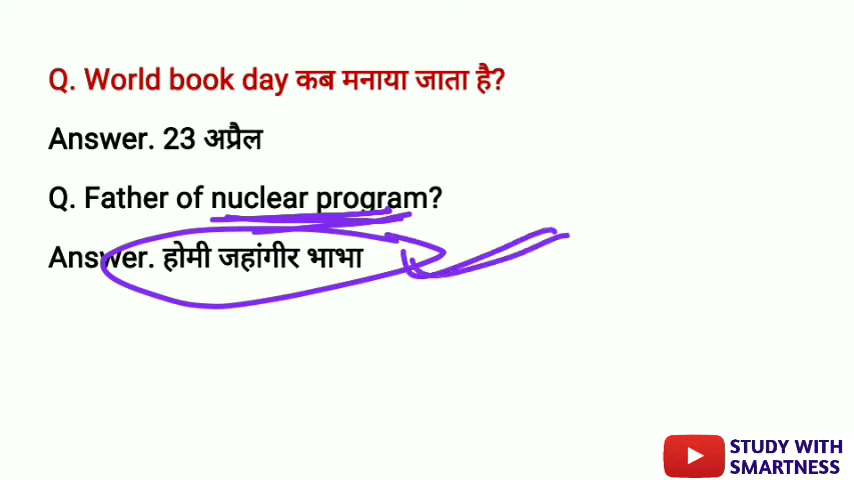 Q. World book day कब मनाया जाता है?
Answer. 23 अप्रैल
Q. Father of nuclear program?
Answer. होमी जहांगीर भाभा
STUDY WITH
SMARTNESS